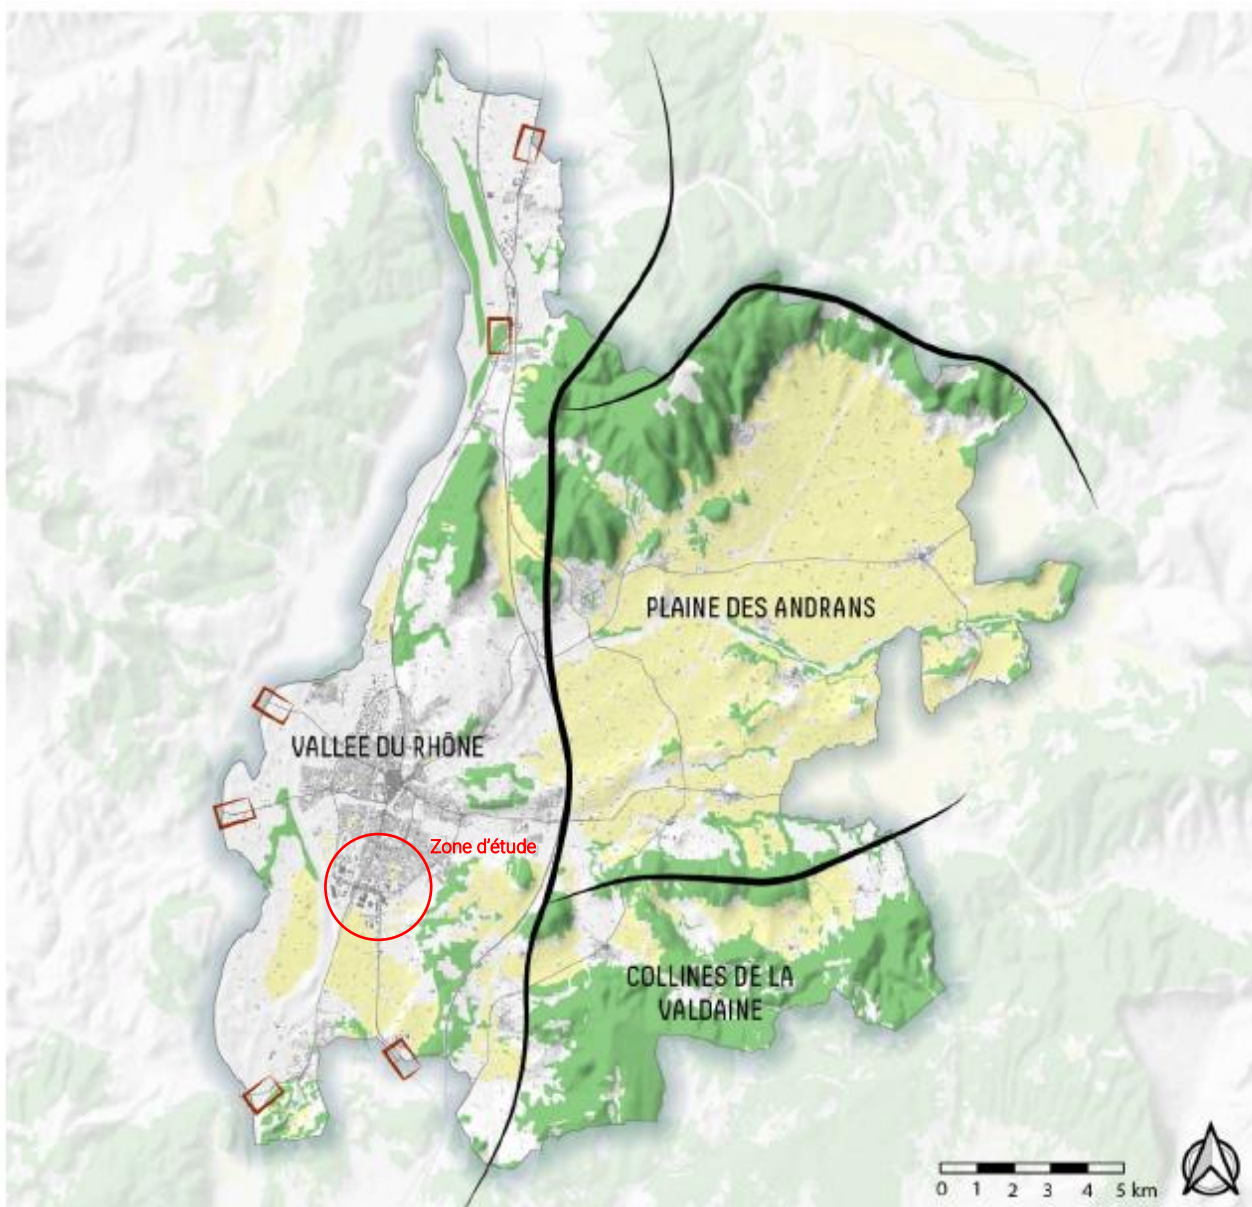 PLAINE DES ANDRANS
VALLEE DU RHÔNE
Zone d'étude
COLLINES DE LA
VALDAINE
0 1 2 3 4 5 km